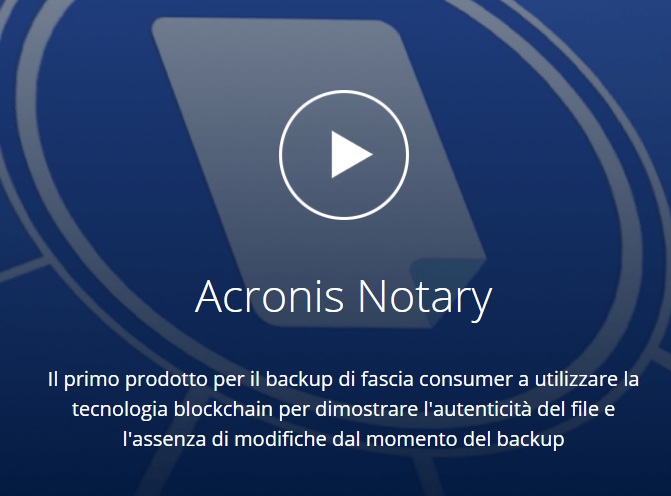 Acronis Notary
Il primo prodotto per il backup di fascia consumer a utilizzare la
tecnologia blockchain per dimostrare l'autenticità del file e
l'assenza di modifiche dal momento del backup